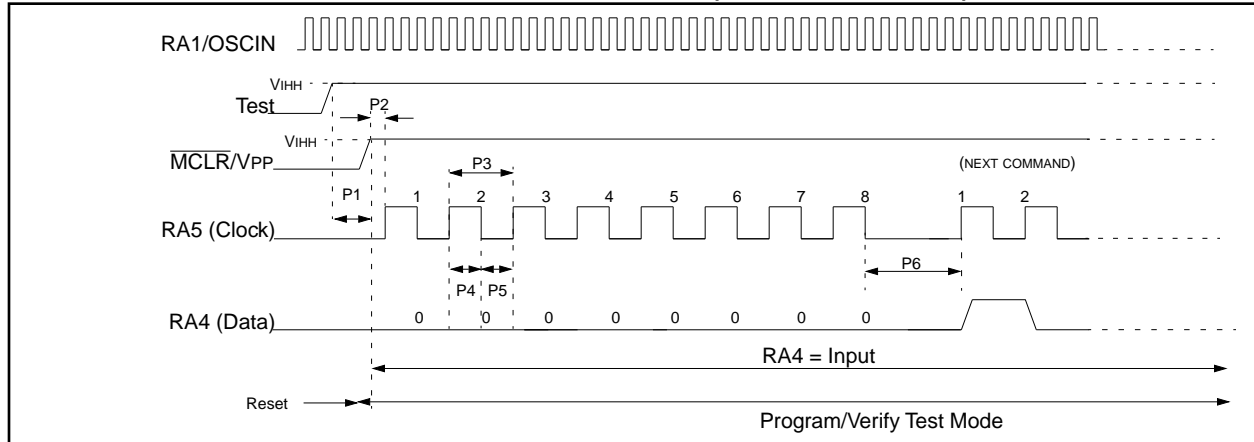 RA1/OSCIN
VIHH
Test
P2
VIHH
MCLR/VPP
P3
(NEXT COMMAND)
P1
1 2 3 4 5 6 7 8 1 2
RA5 (Clock)
P6
P4 P5
RA4 (Data)
0 0 0 0 0 0 0 0
RA4 = Input
Reset
Program/Verify Test Mode